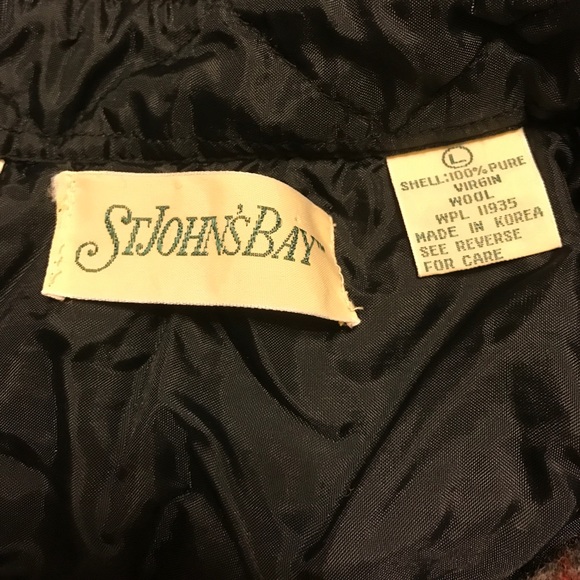 ST.JOHN'S BAY
L
SHELL:100% PURE
VIRGIN
WOOL
WPL 11935
MADE IN KOREA
SEE REVERSE
FOR CARE